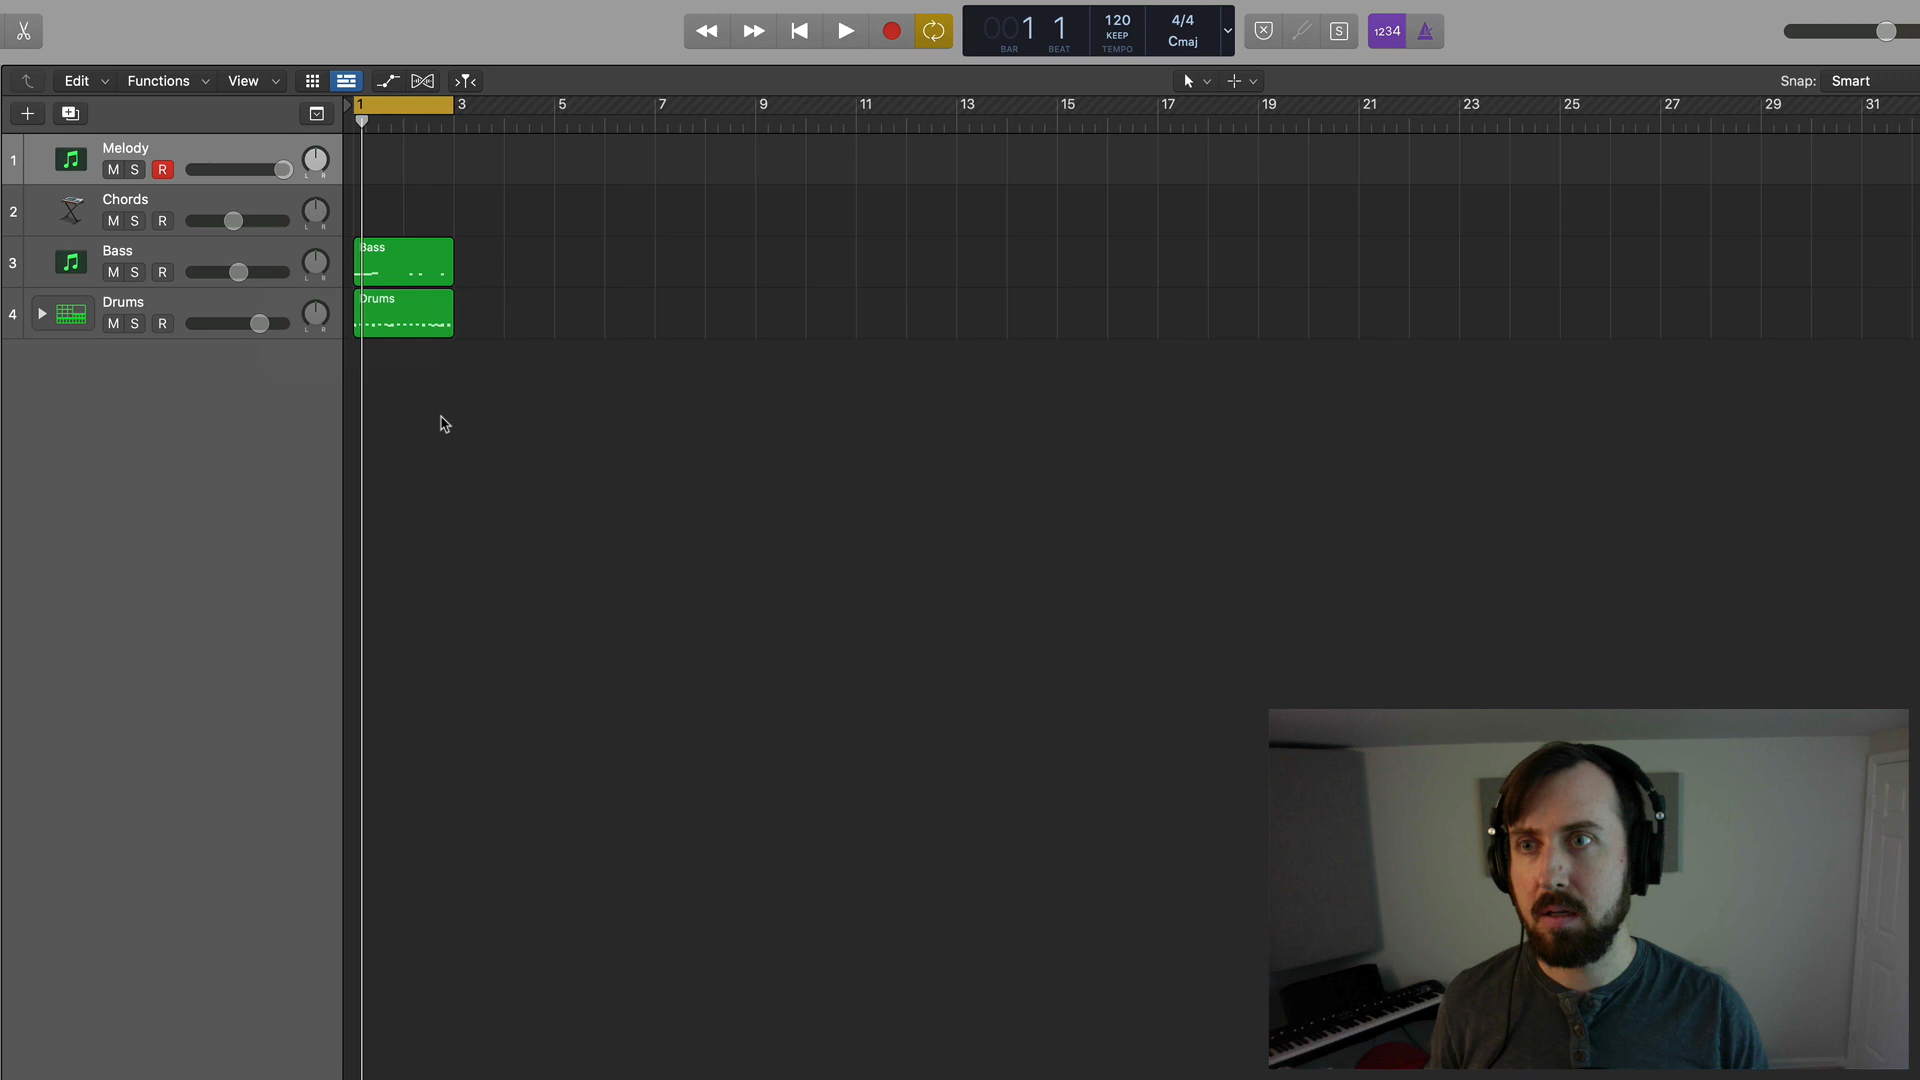 001 1
BAR BEAT
120
KEEP
TEMPO
4/4
Cmaj
S
1234
Edit Functions View
Snap: Smart
1 3 5 7 9 11 13 15 17 19 21 23 25 27 29 31
1 Melody
M S R
L R
2 Chords
M S R
L R
3 Bass
M S R
L R
4 Drums
M S R
L R
Bass
Drums